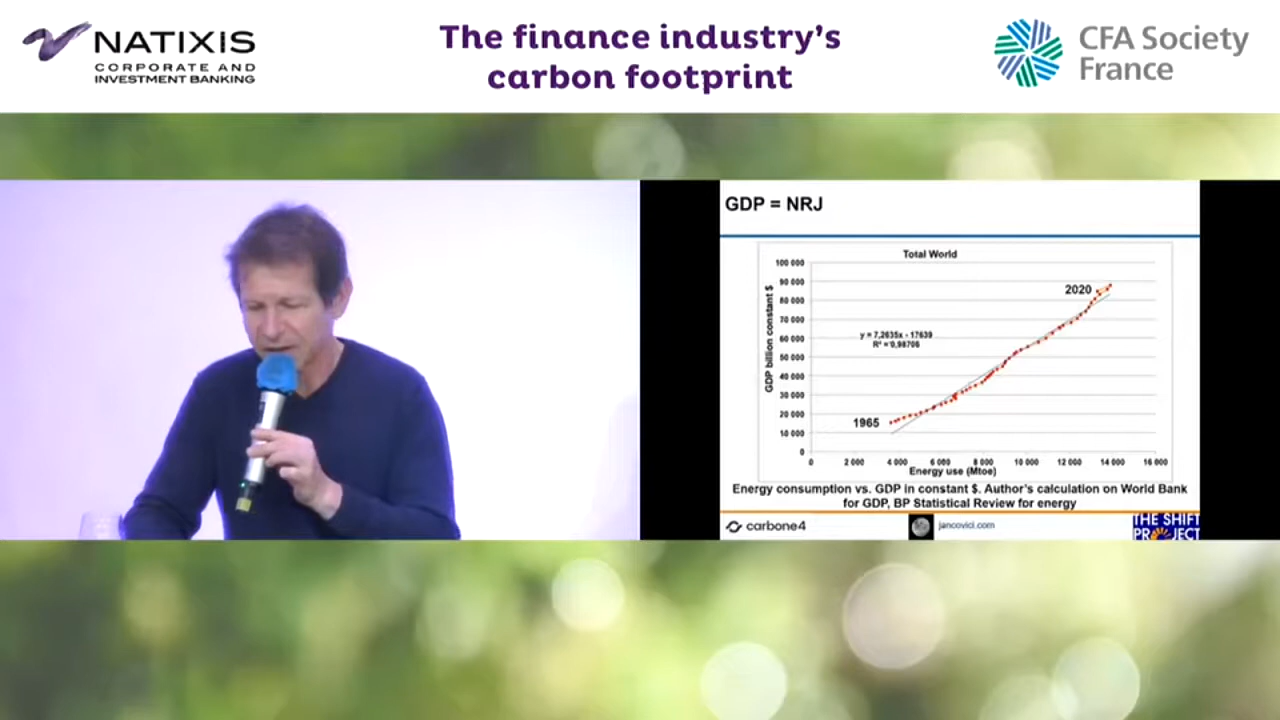 NATIXIS
CORPORATE AND
INVESTMENT BANKING
The finance industry's
carbon footprint
CFA Society
France
GDP = NRJ
Total World
100 000
90 000
80 000
70 000
60 000
50 000
40 000
30 000
20 000
10 000
0
GDP billion constant $
2020
y = 7,2635x - 17639
R² = 0,98706
1965
0 2 000 4 000 6 000 8 000 10 000 12 000 14 000 16 000
Energy use (Mtoe)
Energy consumption vs. GDP in constant $. Author's calculation on World Bank
for GDP, BP Statistical Review for energy
carbone4
jancovici.com
THE SHIFT
PROJECT